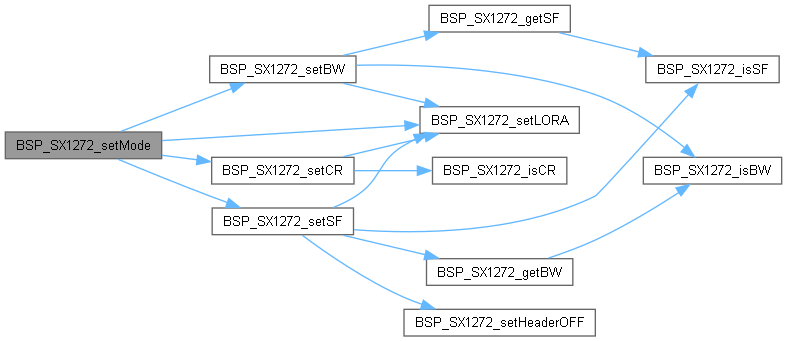 BSP_SX1272_getSF
BSP_SX1272_setBW
BSP_SX1272_isSF
BSP_SX1272_setLORA
BSP_SX1272_setMode
BSP_SX1272_setCR
BSP_SX1272_isCR
BSP_SX1272_isBW
BSP_SX1272_setSF
BSP_SX1272_getBW
BSP_SX1272_setHeaderOFF